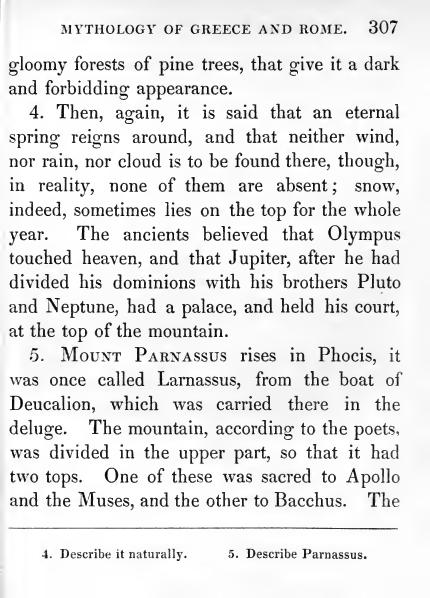 MYTHOLOGY OF GREECE AND ROME. 307
gloomy forests of pine trees, that give it a dark
and forbidding appearance.
4. Then, again, it is said that an eternal
spring reigns around, and that neither wind,
nor rain, nor cloud is to be found there, though,
in reality, none of them are absent; snow,
indeed, sometimes lies on the top for the whole
year. The ancients believed that Olympus
touched heaven, and that Jupiter, after he had
divided his dominions with his brothers Pluto
and Neptune, had a palace, and held his court,
at the top of the mountain.
5. MOUNT PARNASSUS rises in Phocis, it
was once called Larnassus, from the boat of
Deucalion, which was carried there in the
deluge. The mountain, according to the poets,
was divided in the upper part, so that it had
two tops. One of these was sacred to Apollo
and the Muses, and the other to Bacchus. The
4. Describe it naturally. 5. Describe Parnassus.